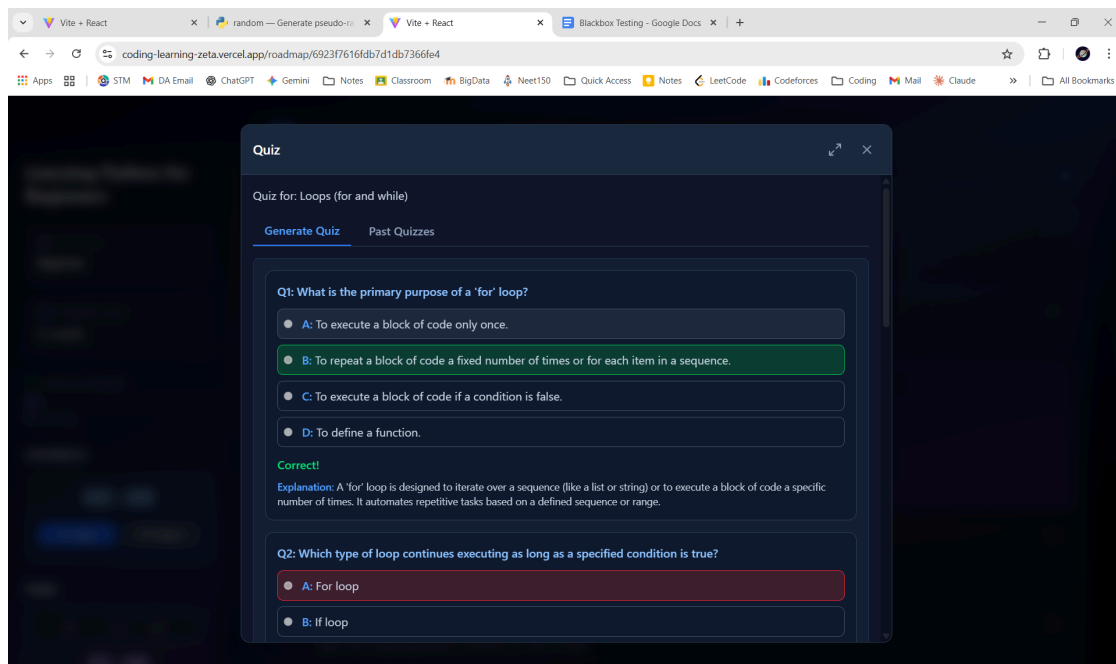 Vite + React
random — Generate pseudo-ra
Vite + React
Blackbox Testing - Google Docs
coding-learning-zeta.vercel.app/roadmap/6923f7616fdb7d1db7366fe4
Apps STM DA Email ChatGPT Gemini Notes Classroom BigData Neet150 Quick Access Notes LeetCode Codeforces Coding Mail Claude » All Bookmarks
Quiz
Quiz for: Loops (for and while)
Generate Quiz Past Quizzes
Q1: What is the primary purpose of a 'for' loop?
A: To execute a block of code only once.
B: To repeat a block of code a fixed number of times or for each item in a sequence.
C: To execute a block of code if a condition is false.
D: To define a function.
Correct!
Explanation: A 'for' loop is designed to iterate over a sequence (like a list or string) or to execute a block of code a specific
number of times. It automates repetitive tasks based on a defined sequence or range.
Q2: Which type of loop continues executing as long as a specified condition is true?
A: For loop
B: If loop